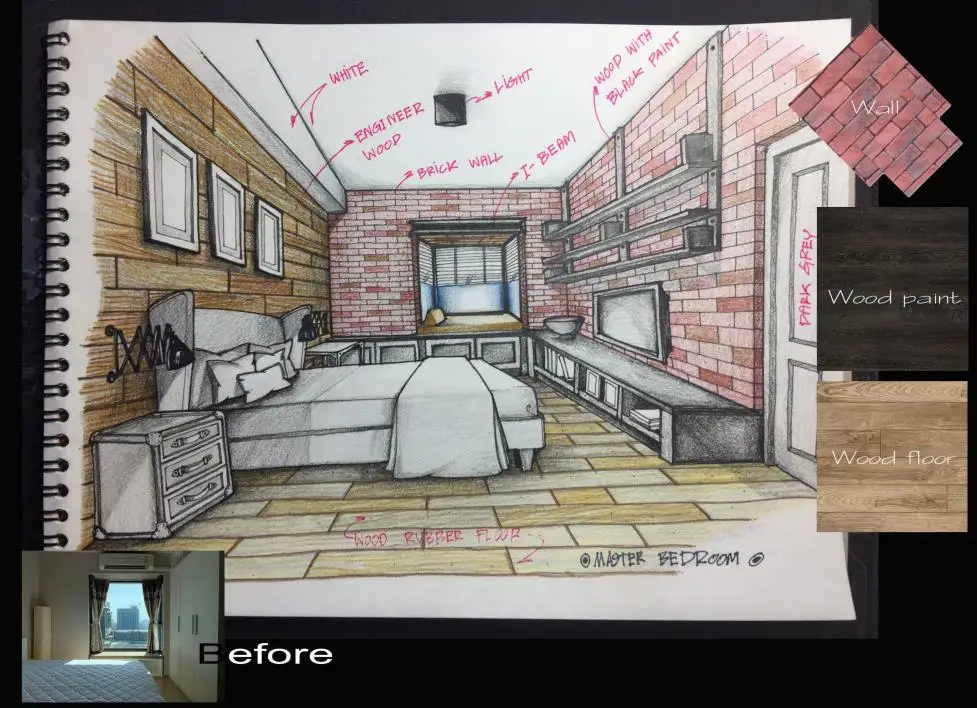 WHITE
LIGHT
WOOD WITH
BLACK PAINT
ENGINEER
WOOD
BRICK WALL
I-BEAM
Wall
DARK GREY
Wood paint
Wood floor
WOOD RUBBER FLOOR
MASTER BEDROOM
Before